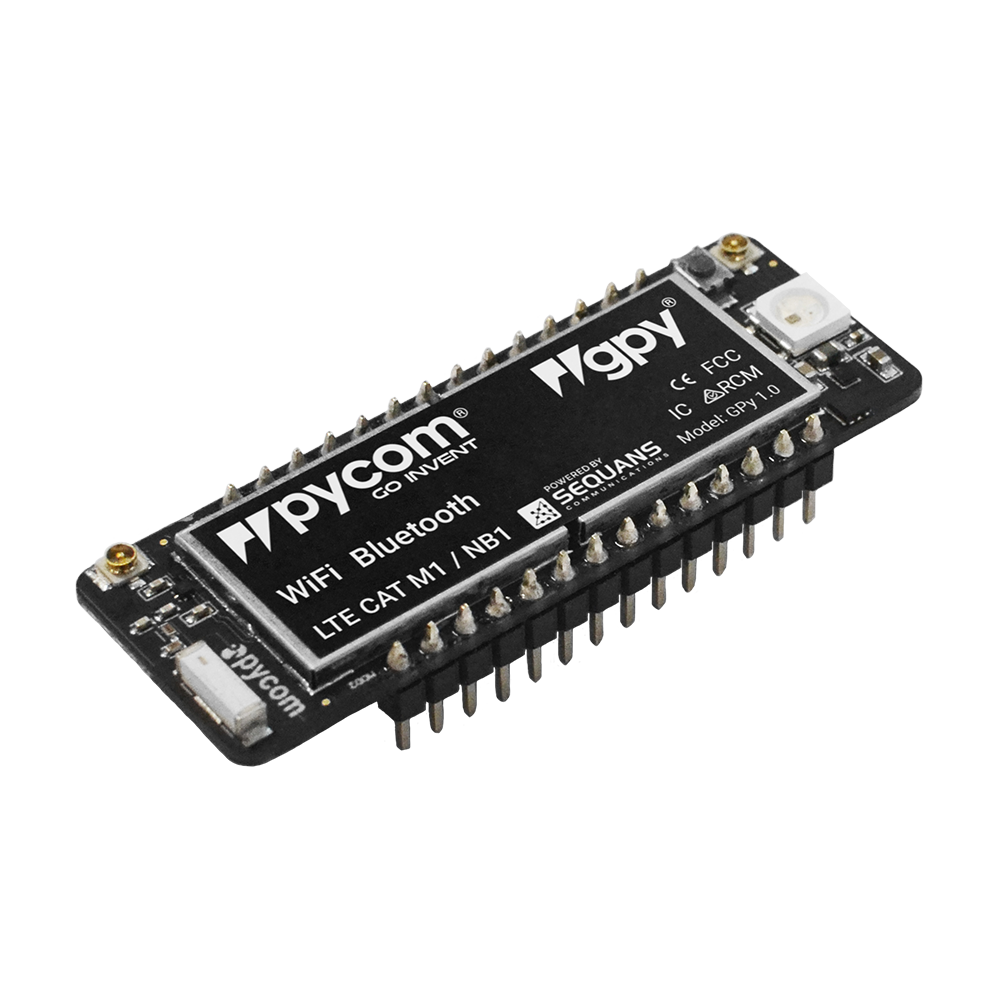 pycom®
GO INVENT
WiFi Bluetooth
LTE CAT M1 / NB1
gpy®
CE FCC
IC RCM
Model: GPy 1.0
POWERED BY
SEQUANS
COMMUNICATIONS
pycom